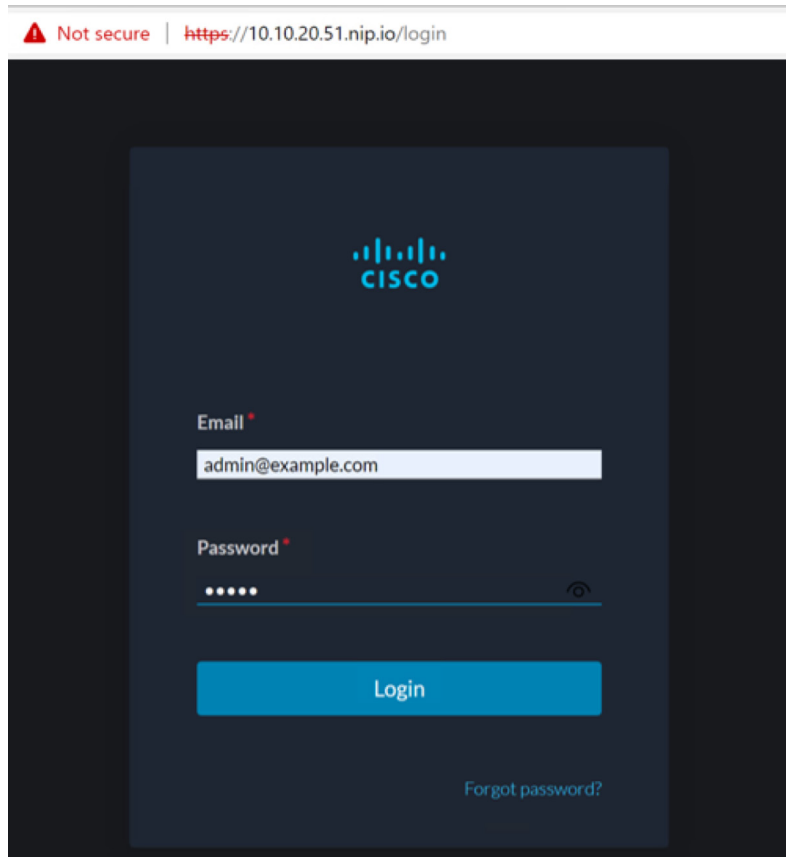 Not secure | https://10.10.20.51.nip.io/login
CISCO
Email *
admin@example.com
Password *
•••••
Login
Forgot password?